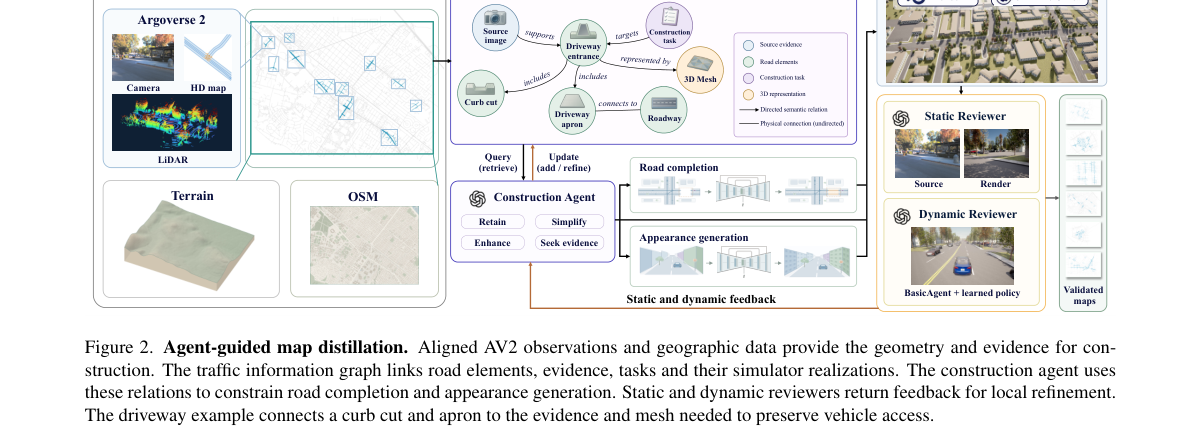 Argoverse 2
Camera
HD map
LiDAR
Terrain
OSM
Source
image
supports
Driveway
entrance
targets
Construction
task
includes
includes
represented by
3D Mesh
Curb cut
Driveway
apron
connects to
Roadway
Source evidence
Road elements
Construction task
3D representation
Directed semantic relation
Physical connection (undirected)
Query
(retrieve)
Update
(add / refine)
Construction Agent
Retain
Simplify
Enhance
Seek evidence
Road completion
Appearance generation
Static and dynamic feedback
Static Reviewer
Source
Render
Dynamic Reviewer
BasicAgent + learned policy
Validated
maps
Figure 2. Agent-guided map distillation. Aligned AV2 observations and geographic data provide the geometry and evidence for con-
struction. The traffic information graph links road elements, evidence, tasks and their simulator realizations. The construction agent uses
these relations to constrain road completion and appearance generation. Static and dynamic reviewers return feedback for local refinement.
The driveway example connects a curb cut and apron to the evidence and mesh needed to preserve vehicle access.